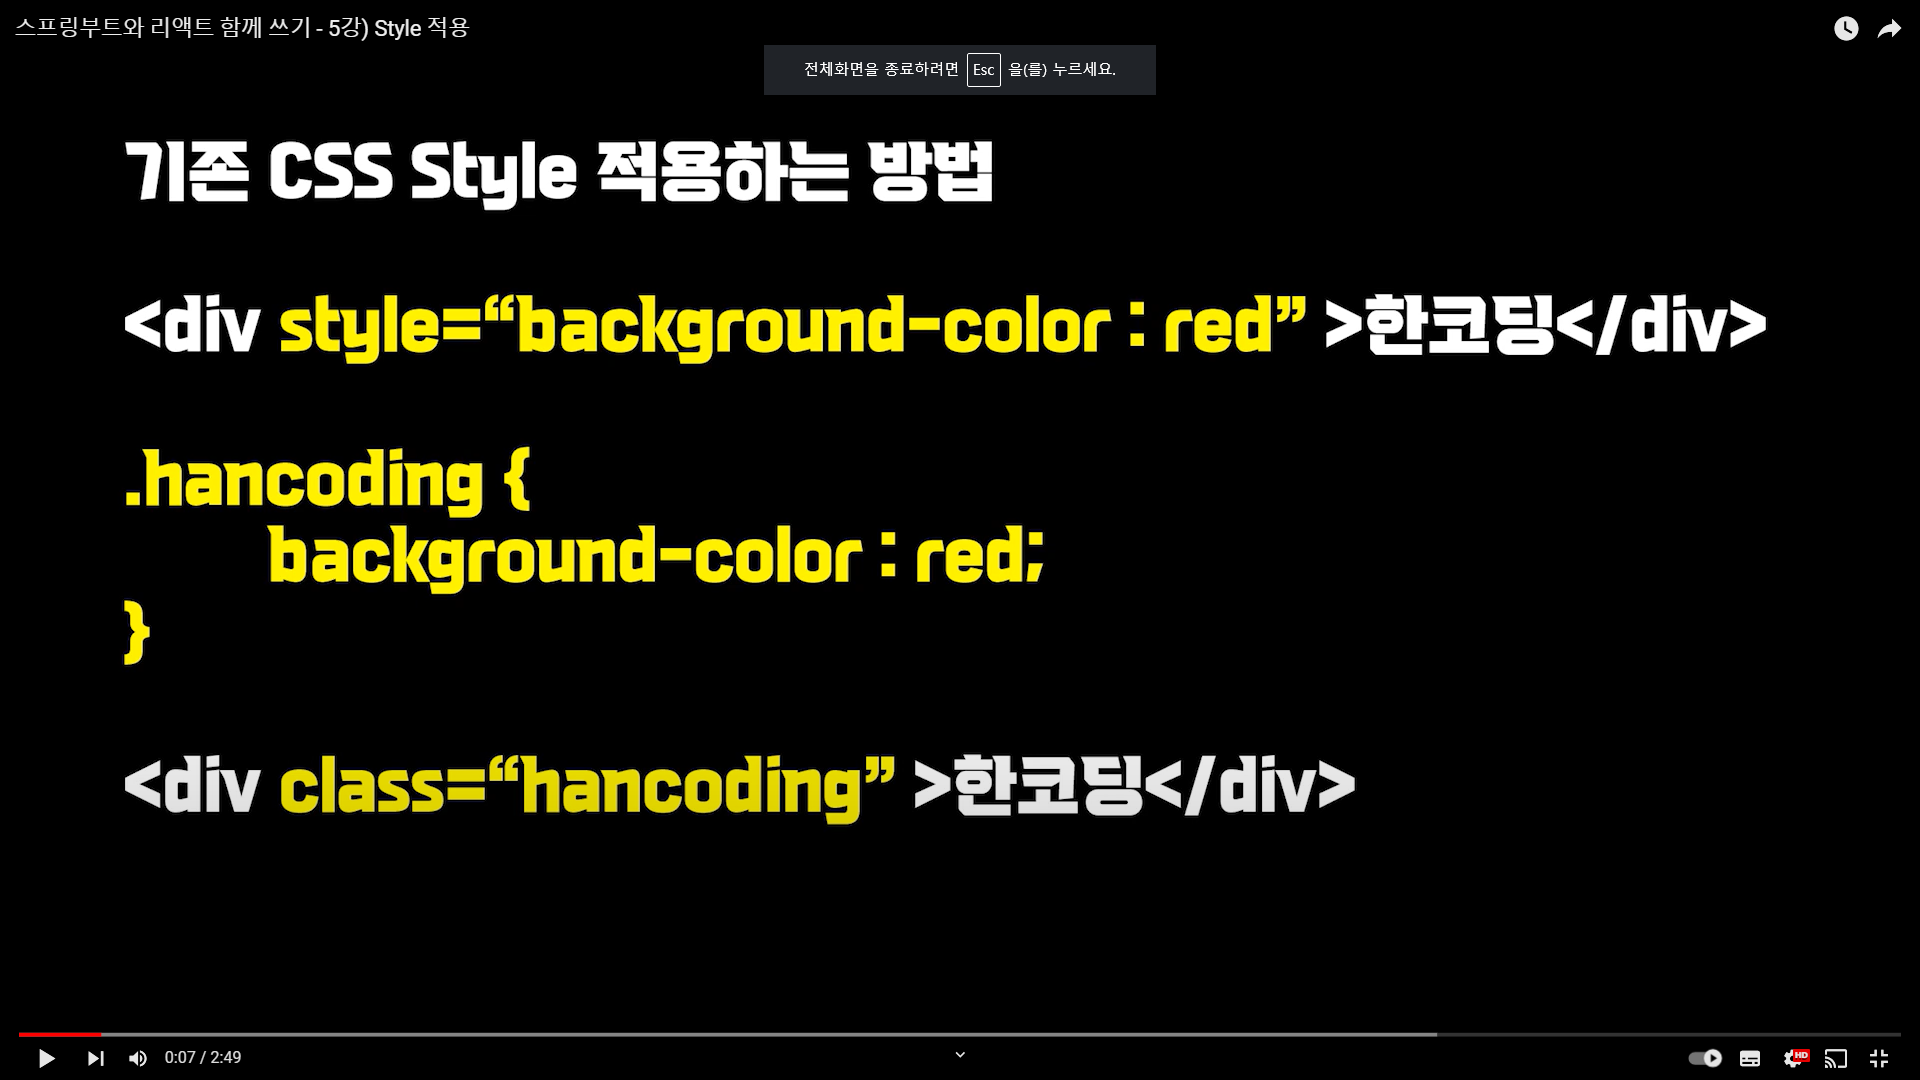 스프링부트와 리액트 함께 쓰기 - 5강) Style 적용
전체화면을 종료하려면 Esc 을(를) 누르세요.
기존 CSS Style 적용하는 방법
<div style=“background-color : red” >한코딩</div>
.hancoding {
background-color : red;
}
<div class=“hancoding” >한코딩</div>
0:07 / 2:49
HD